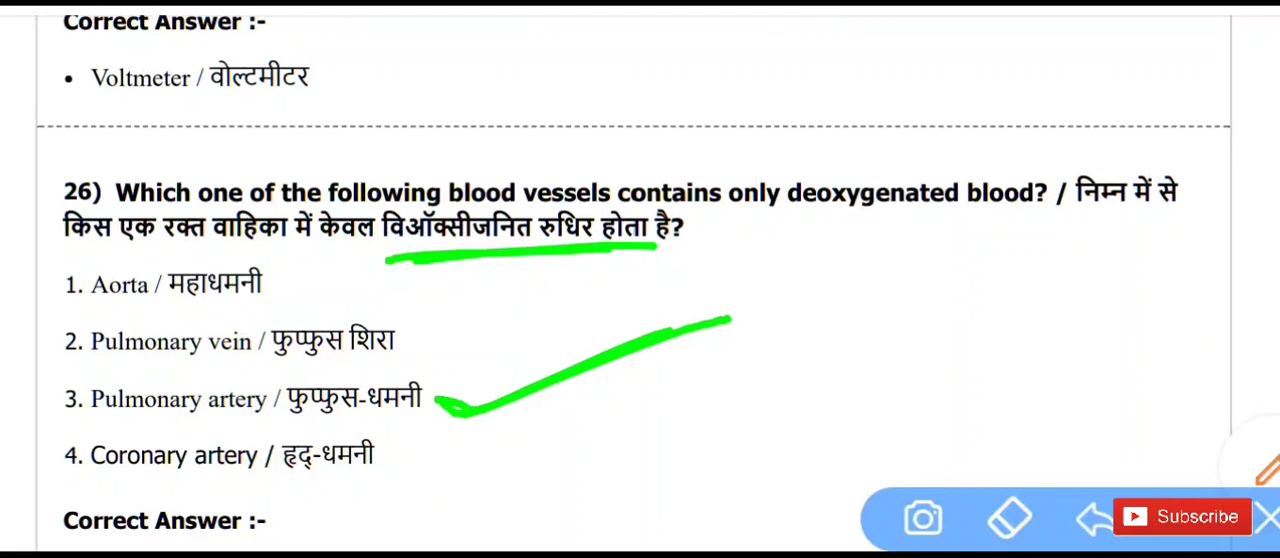 Correct Answer :-
• Voltmeter / वोल्टमीटर
26) Which one of the following blood vessels contains only deoxygenated blood? / निम्न में से
किस एक रक्त वाहिका में केवल विऑक्सीजनित रुधिर होता है?
1. Aorta / महाधमनी
2. Pulmonary vein / फुप्फुस शिरा
3. Pulmonary artery / फुप्फुस-धमनी
4. Coronary artery / हृद्-धमनी
Correct Answer :-
Subscribe